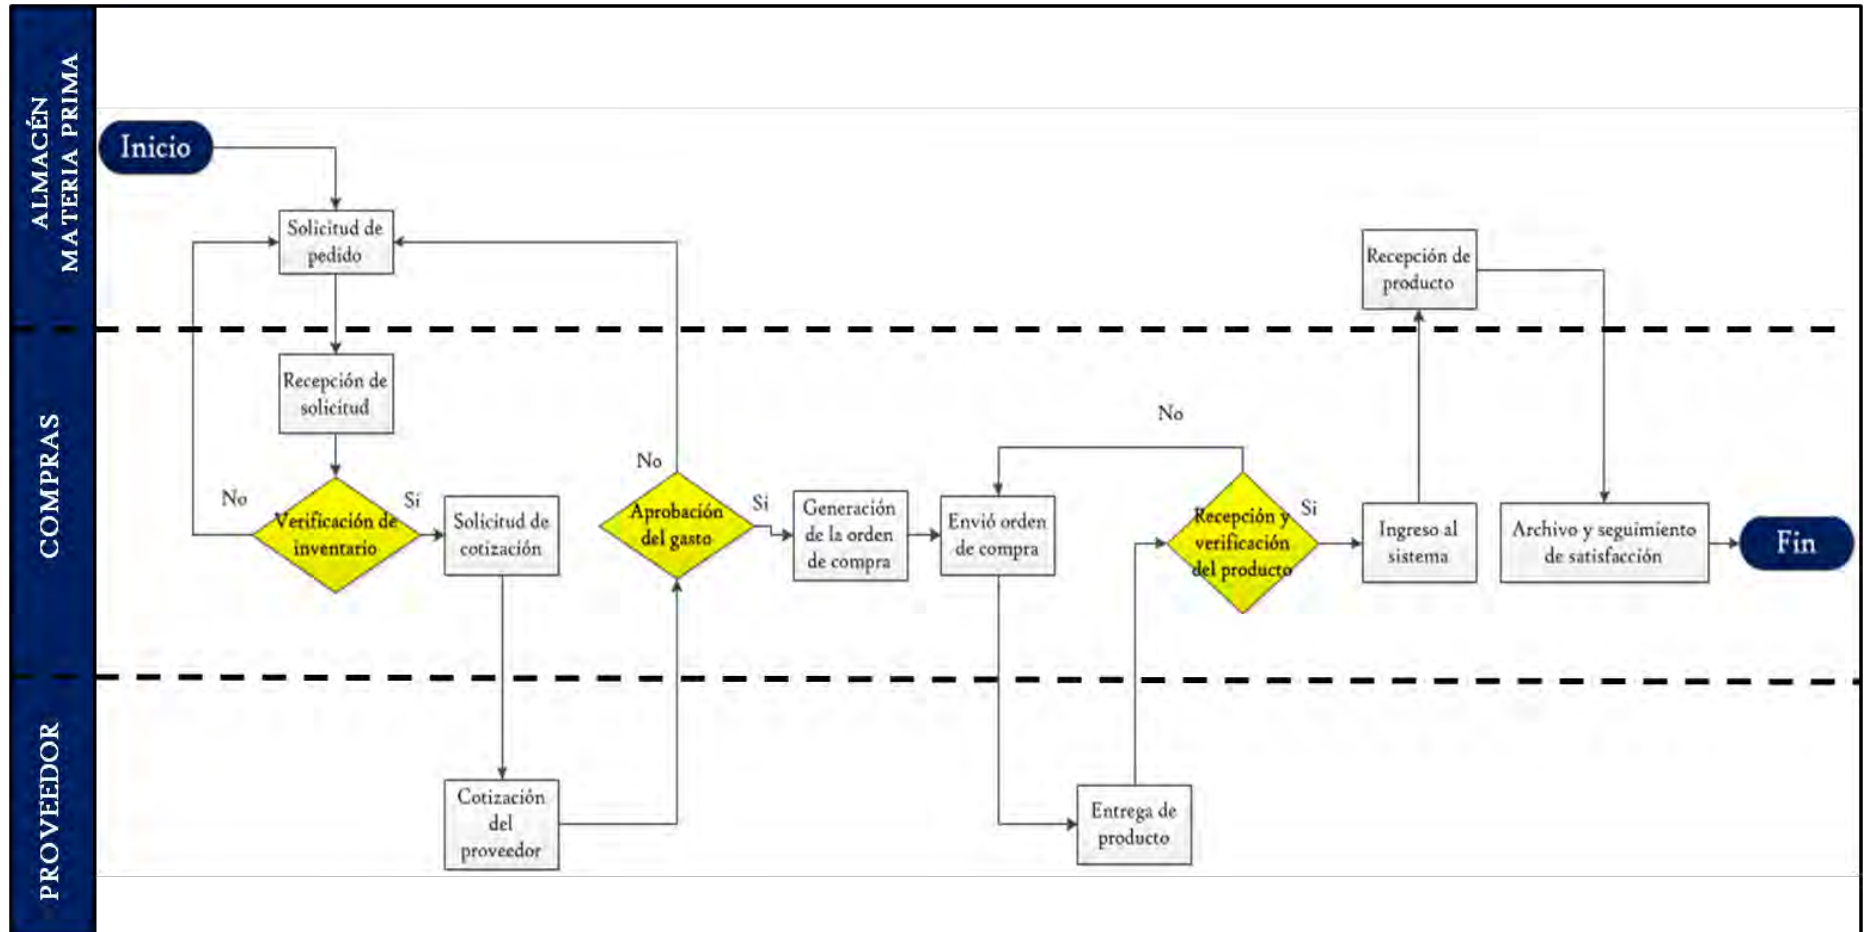 ALMACÉN
MATERIA PRIMA
Inicio
Solicitud de
pedido
Recepción de
producto
COMPRAS
Recepción de
solicitud
No
Verificación de
inventario
Si
Solicitud de
cotización
No
Aprobación
del gasto
Si
Generación
de la orden
de compra
Envió orden
de compra
No
Recepción y
verificación
del producto
Si
Ingreso al
sistema
Archivo y seguimiento
de satisfacción
Fin
PROVEEDOR
Cotización
del
proveedor
Entrega de
producto